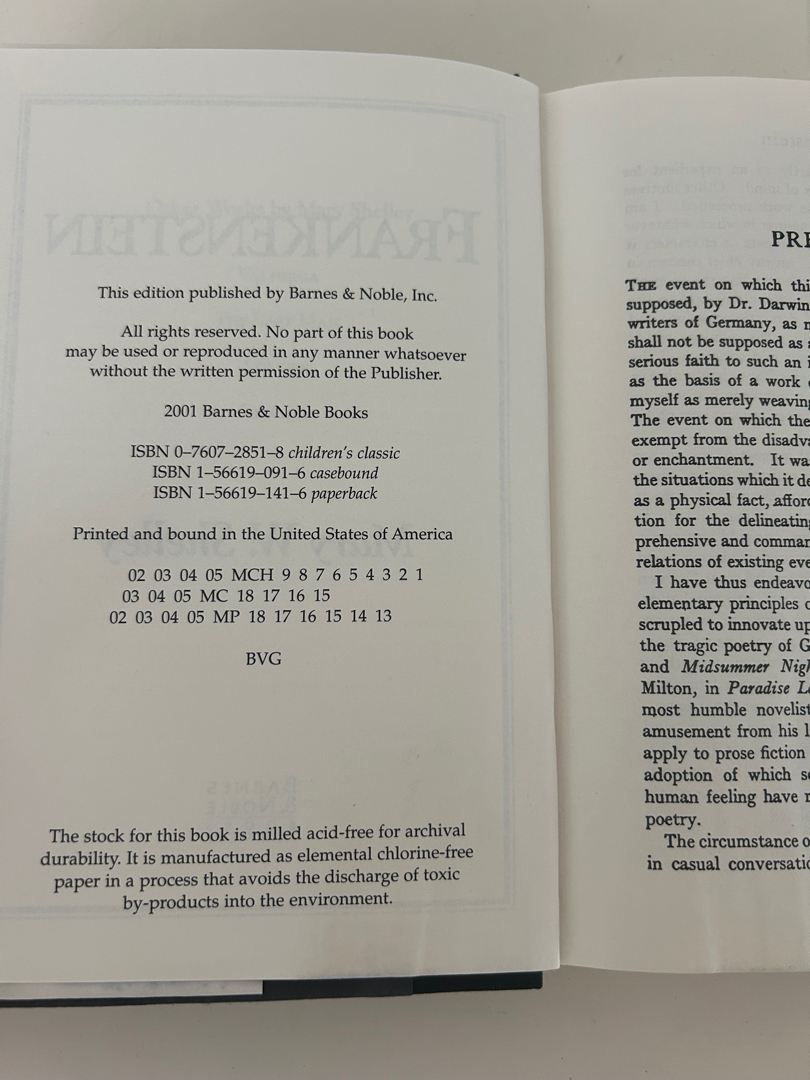 This edition published by Barnes & Noble, Inc.
All rights reserved. No part of this book
may be used or reproduced in any manner whatsoever
without the written permission of the Publisher.
2001 Barnes & Noble Books
ISBN 0–7607–2851–8 children's classic
ISBN 1–56619–091–6 casebound
ISBN 1–56619–141–6 paperback
Printed and bound in the United States of America
02 03 04 05 MCH 9 8 7 6 5 4 3 2 1
03 04 05 MC 18 17 16 15
02 03 04 05 MP 18 17 16 15 14 13
BVG
The stock for this book is milled acid-free for archival
durability. It is manufactured as elemental chlorine-free
paper in a process that avoids the discharge of toxic
by-products into the environment.
FRANKENSTEIN
Mary W. Shelley
BARNES
& NOBLE
PRE
THE event on which thi
supposed, by Dr. Darwin
writers of Germany, as
shall not be supposed as
serious faith to such an
as the basis of a work
myself as merely weaving
The event on which the
exempt from the disadv
or enchantment. It wa
the situations which it de
as a physical fact, affor
tion for the delineating
prehensive and comman
relations of existing eve
I have thus endeavo
elementary principles
scrupled to innovate up
the tragic poetry of G
and Midsummer Nigh
Milton, in Paradise L
most humble novelist
amusement from his
apply to prose fiction
adoption of which s
human feeling have
poetry.
The circumstance o
in casual conversatio